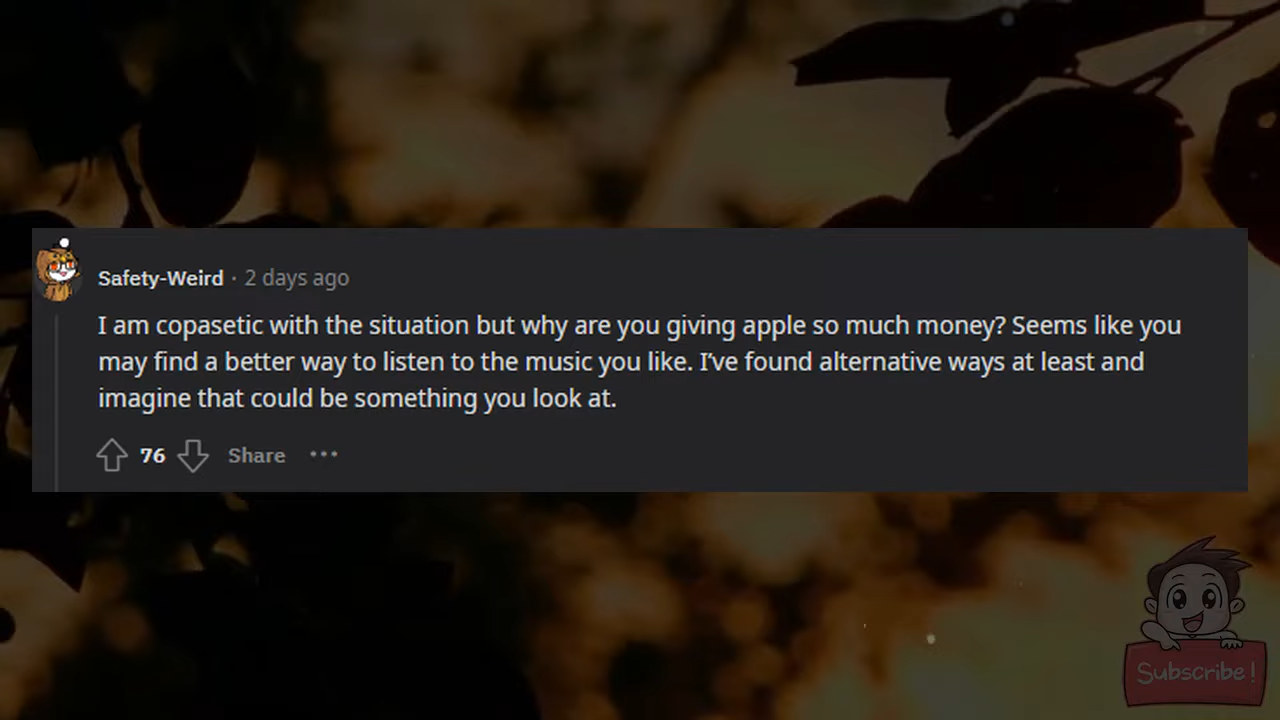 Safety-Weird · 2 days ago
I am copasetic with the situation but why are you giving apple so much money? Seems like you
may find a better way to listen to the music you like. I've found alternative ways at least and
imagine that could be something you look at.
76 Share ···
Subscribe!